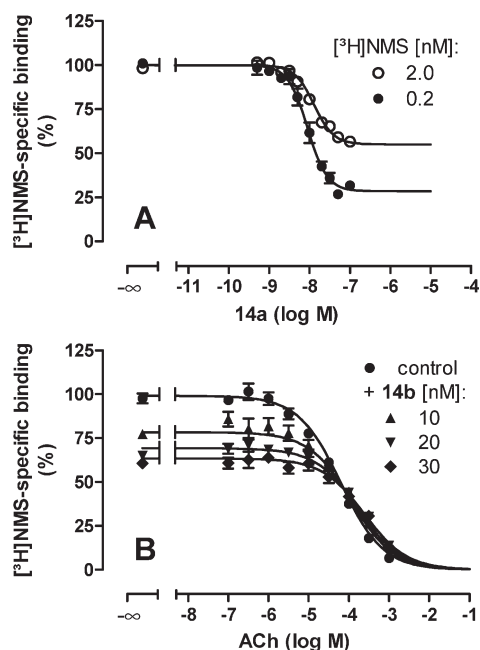 [³H]NMS-specific binding
(%)
125
100
75
50
25
0
[³H]NMS [nM]:
2.0
0.2
A
-∞ -11 -10 -9 -8 -7 -6 -5 -4
14a (log M)
[³H]NMS-specific binding
(%)
125
100
75
50
25
0
control
+ 14b [nM]:
10
20
30
B
-∞ -8 -7 -6 -5 -4 -3 -2 -1
ACh (log M)